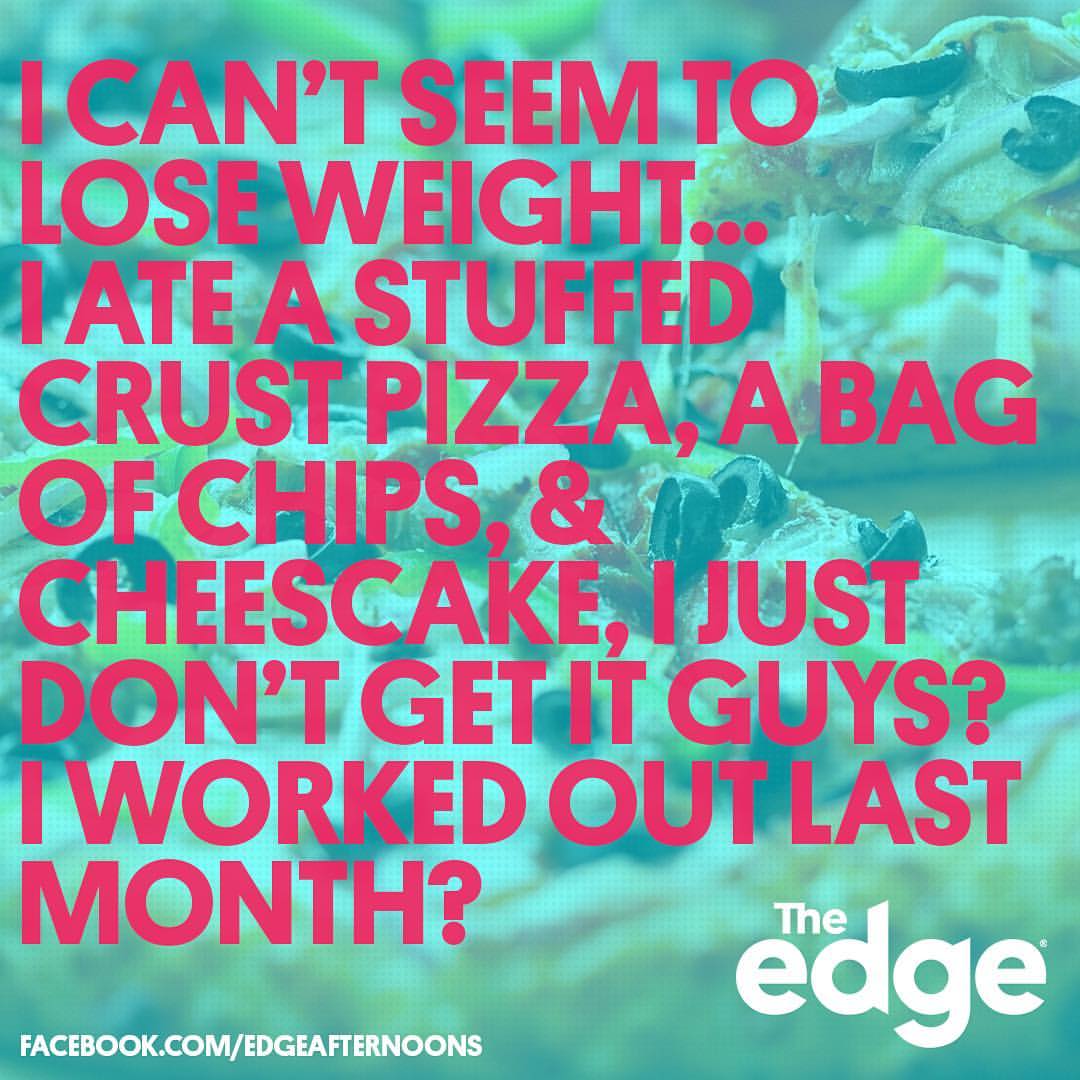 I CAN'T SEEM TO
LOSE WEIGHT...
I ATE A STUFFED
CRUST PIZZA, A BAG
OF CHIPS, &
CHEESCAKE, I JUST
DON'T GET IT GUYS?
I WORKED OUT LAST
MONTH?
The
edge®
FACEBOOK.COM/EDGEAFTERNOONS